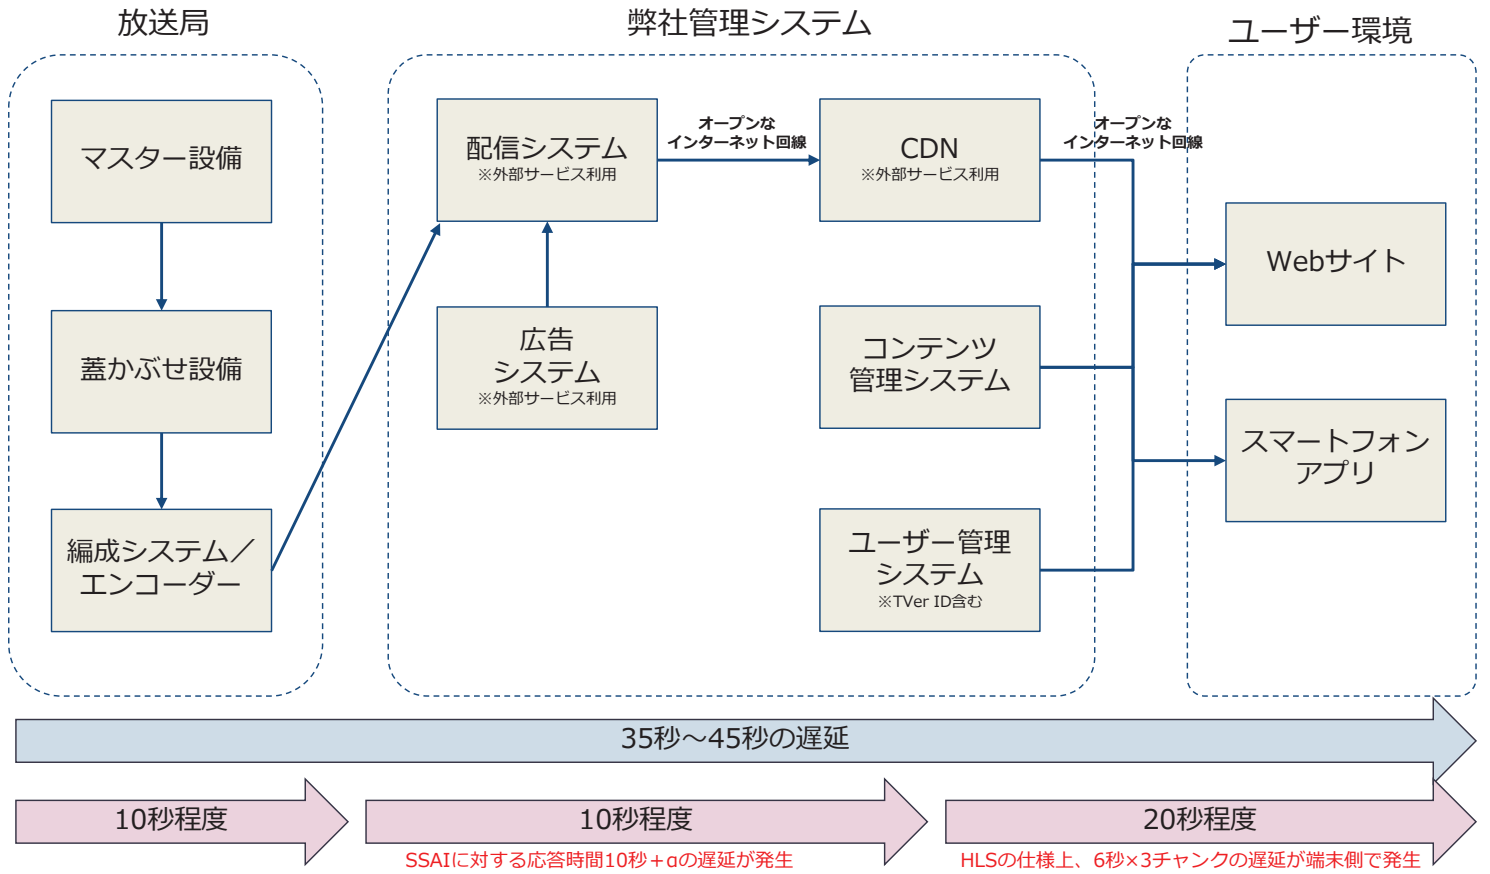 放送局
弊社管理システム
ユーザー環境
マスター設備
蓋かぶせ設備
編成システム／
エンコーダー
配信システム
※外部サービス利用
オープンな
インターネット回線
CDN
※外部サービス利用
オープンな
インターネット回線
広告
システム
※外部サービス利用
コンテンツ
管理システム
ユーザー管理
システム
※TVer ID含む
Webサイト
スマートフォン
アプリ
35秒～45秒の遅延
10秒程度
10秒程度
20秒程度
SSAIに対する応答時間10秒＋αの遅延が発生
HLSの仕様上、6秒×3チャンクの遅延が端末側で発生